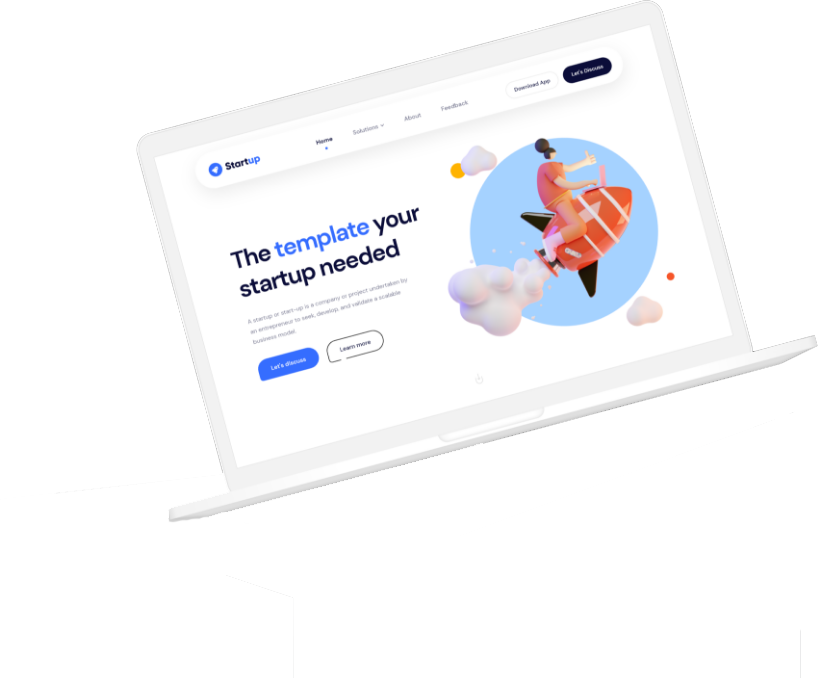 Startup
Home
Solutions
About
Feedback
Download App
Let's Discuss
The template your
startup needed
A startup or start-up is a company or project undertaken by
an entrepreneur to seek, develop, and validate a scalable
business model.
Let's discuss
Learn more